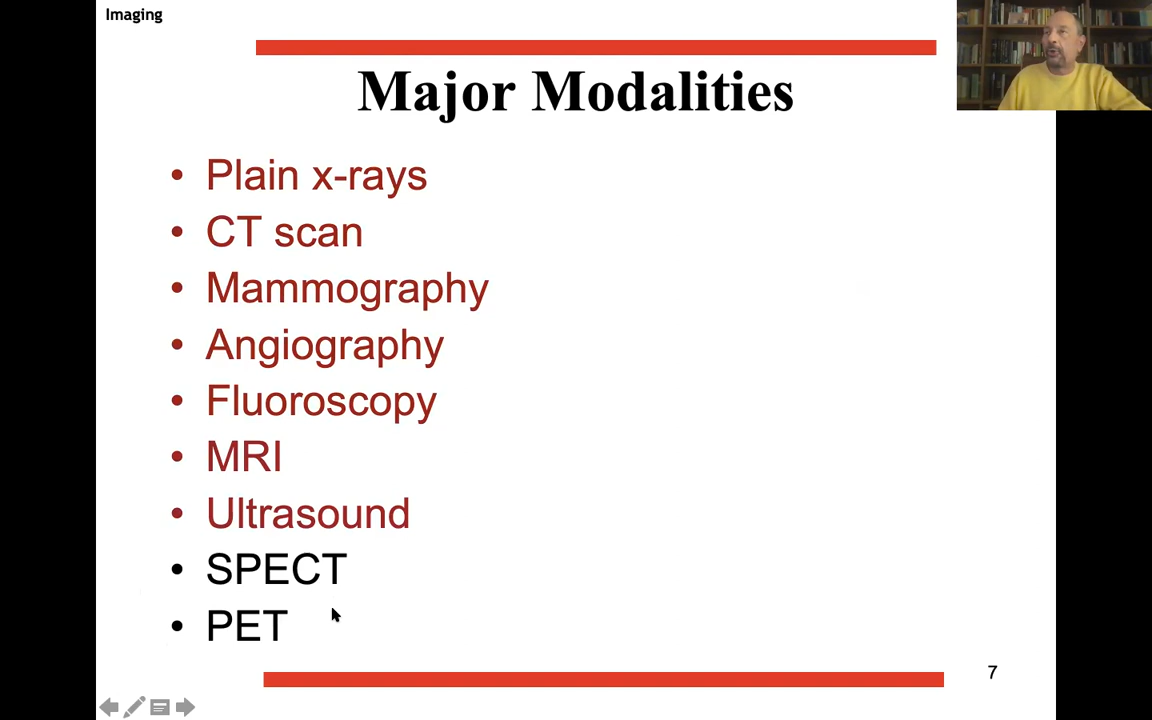 Imaging
Major Modalities
• Plain x-rays
• CT scan
• Mammography
• Angiography
• Fluoroscopy
• MRI
• Ultrasound
• SPECT
• PET
7